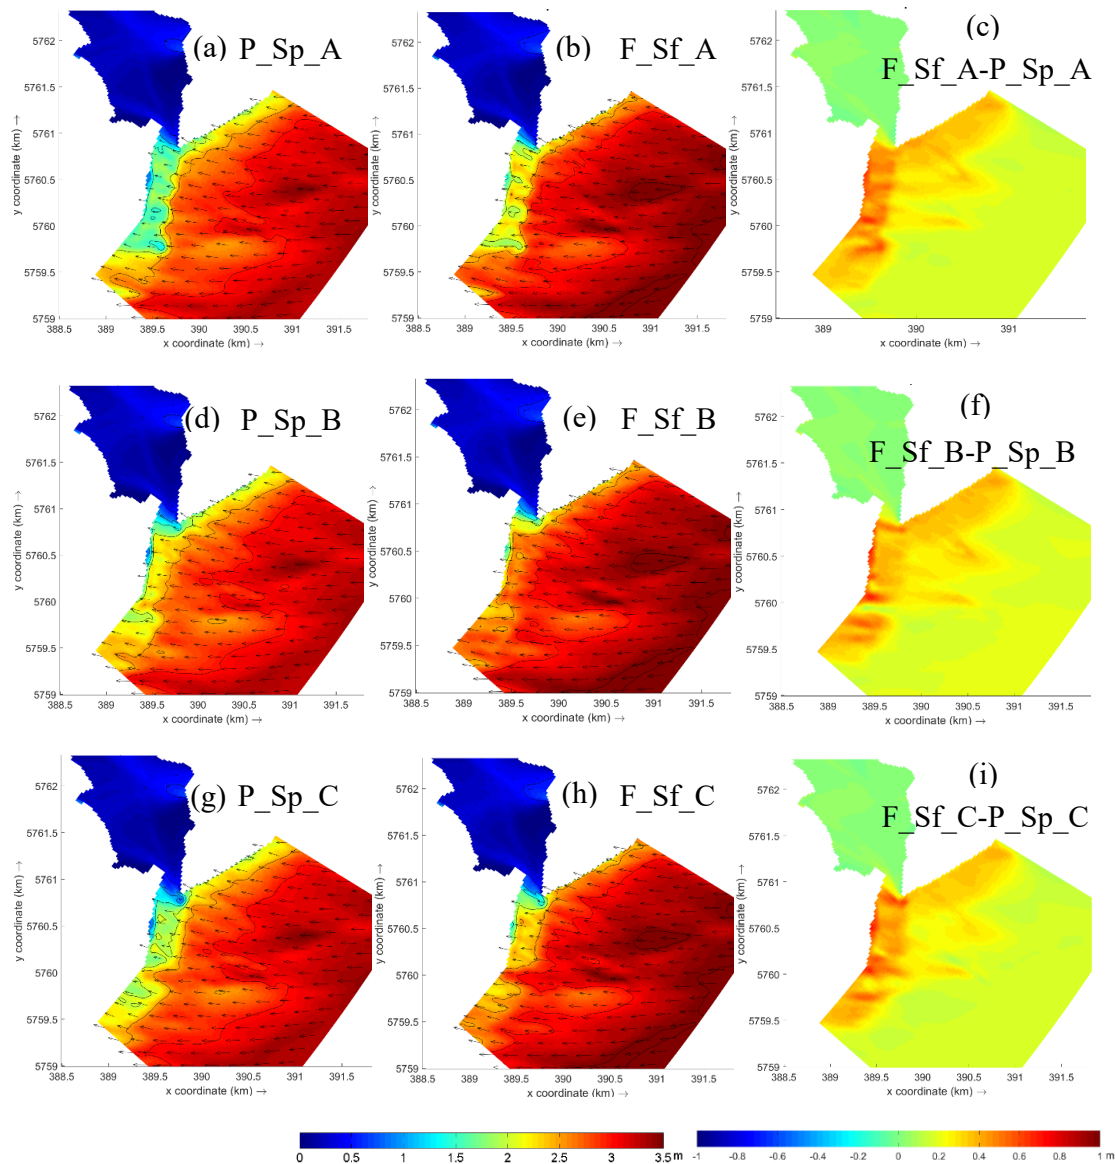 (a) P_Sp_A
(b) F_Sf_A
(c)
F_Sf_A-P_Sp_A
5762
5761.5
5761
5760.5
5760
5759.5
5759
y coordinate (km) →
388.5 389 389.5 390 390.5 391 391.5
x coordinate (km) →
5762
5761.5
5761
5760.5
5760
5759.5
5759
y coordinate (km) →
388.5 389 389.5 390 390.5 391 391.5
x coordinate (km) →
5762
5761.5
5761
5760.5
5760
5759.5
5759
y coordinate (km) →
389 390 391
x coordinate (km) →
(d) P_Sp_B
(e) F_Sf_B
(f)
F_Sf_B-P_Sp_B
5762
5761.5
5761
5760.5
5760
5759.5
5759
y coordinate (km) →
388.5 389 389.5 390 390.5 391 391.5
x coordinate (km) →
5762
5761.5
5761
5760.5
5760
5759.5
5759
y coordinate (km) →
388.5 389 389.5 390 390.5 391 391.5
x coordinate (km) →
5762
5761.5
5761
5760.5
5760
5759.5
5759
y coordinate (km) →
388.5 389 389.5 390 390.5 391 391.5
x coordinate (km) →
(g) P_Sp_C
(h) F_Sf_C
(i)
F_Sf_C-P_Sp_C
5762
5761.5
5761
5760.5
5760
5759.5
5759
y coordinate (km) →
388.5 389 389.5 390 390.5 391 391.5
x coordinate (km) →
5762
5761.5
5761
5760.5
5760
5759.5
5759
y coordinate (km) →
388.5 389 389.5 390 390.5 391 391.5
x coordinate (km) →
5762
5761.5
5761
5760.5
5760
5759.5
5759
y coordinate (km) →
388.5 389 389.5 390 390.5 391 391.5
x coordinate (km) →
0 0.5 1 1.5 2 2.5 3 3.5 m
-1 -0.8 -0.6 -0.4 -0.2 0 0.2 0.4 0.6 0.8 1 m